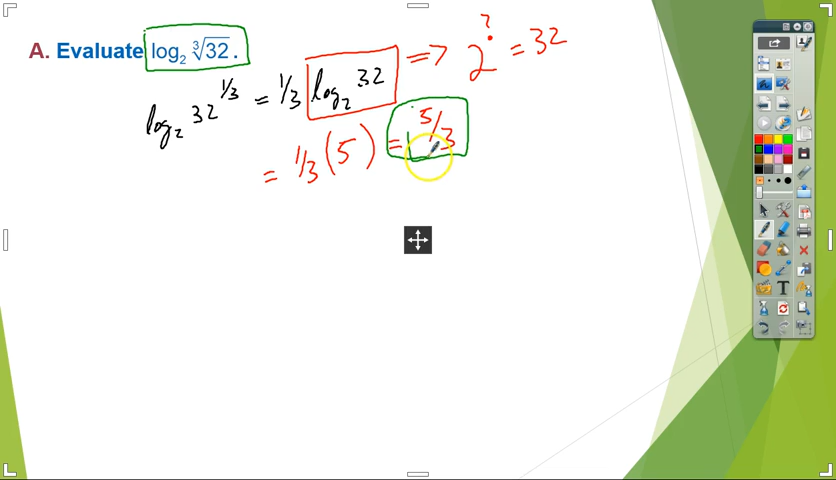 A. Evaluate log₂ ∛32.
log₂ 32^1/3 = 1/3 log₂ 32 => 2^? = 32
= 1/3 (5) = 5/3
T